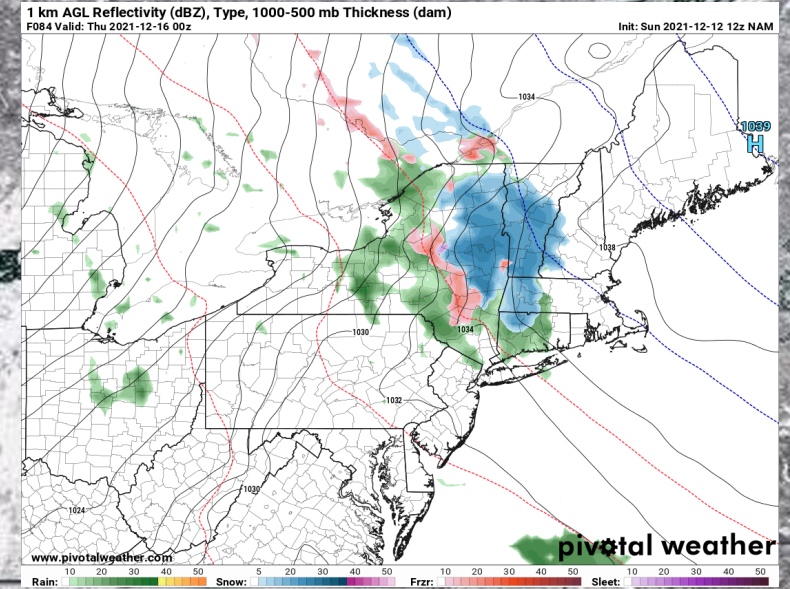 1 km AGL Reflectivity (dBZ), Type, 1000-500 mb Thickness (dam)
F084 Valid: Thu 2021-12-16 00z Init: Sun 2021-12-12 12z NAM
1034
1039
H
1038
1030
1034
1032
1030
1024
www.pivotalweather.com
pivotal weather
Rain: 10 20 30 40 50 Snow: 5 20 30 40 50 Frzr: 10 20 30 40 50 Sleet: 10 20 30 40 50